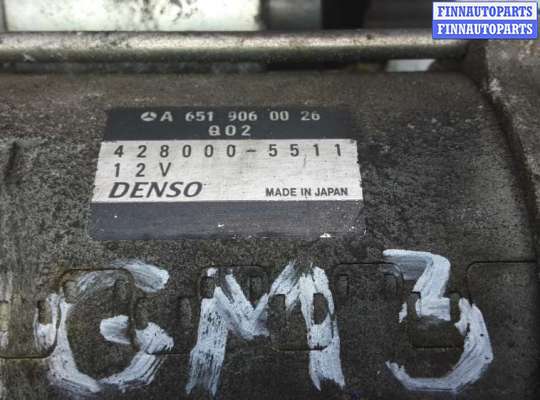 FINNAUTOPARTS
FINNAUTOPARTS
A 651 906 00 26
Q02
428000-5511
12V
DENSO MADE IN JAPAN
GM3